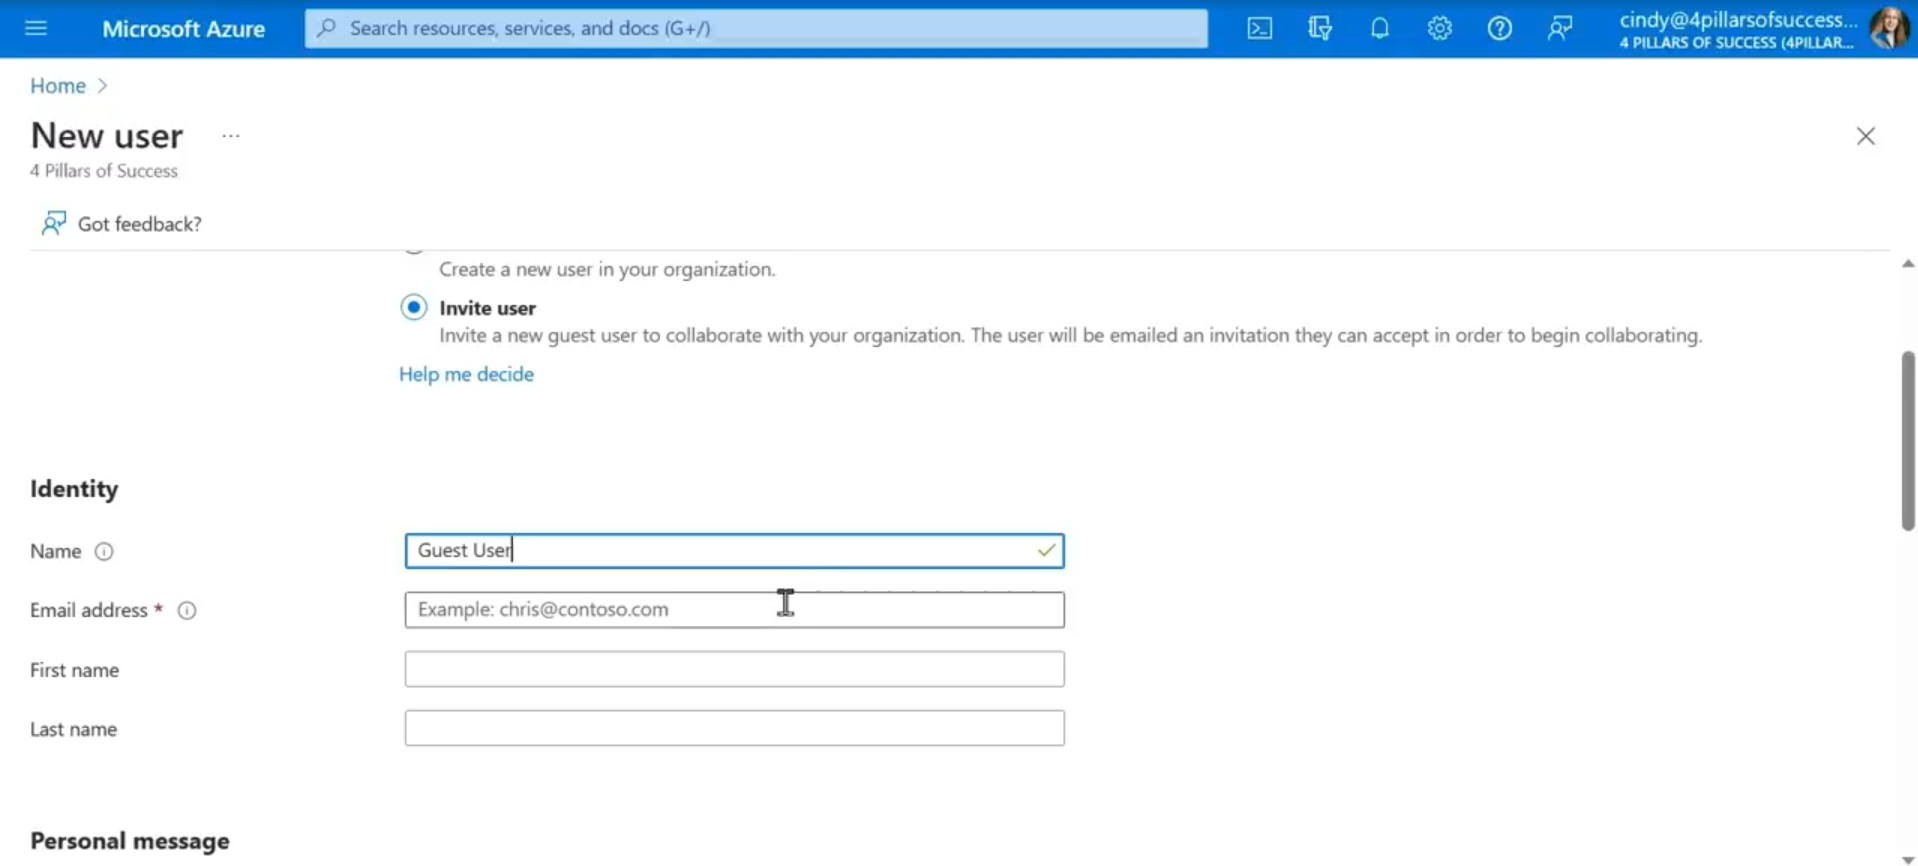 Microsoft Azure
Search resources, services, and docs (G+/)
cindy@4pillarsofsuccess...
4 PILLARS OF SUCCESS (4PILLAR...
Home >
New user ...
4 Pillars of Success
Got feedback?
Create a new user in your organization.
Invite user
Invite a new guest user to collaborate with your organization. The user will be emailed an invitation they can accept in order to begin collaborating.
Help me decide
Identity
Name
Guest User
Email address *
Example: chris@contoso.com
First name
Last name
Personal message